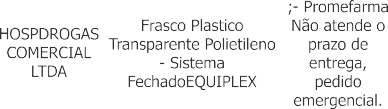 HOSPDROGAS
COMERCIAL
LTDA
Frasco Plastico
Transparente Polietileno
- Sistema
FechadoEQUIPLEX
;- Promefarma
Não atende o
prazo de
entrega,
pedido
emergencial.